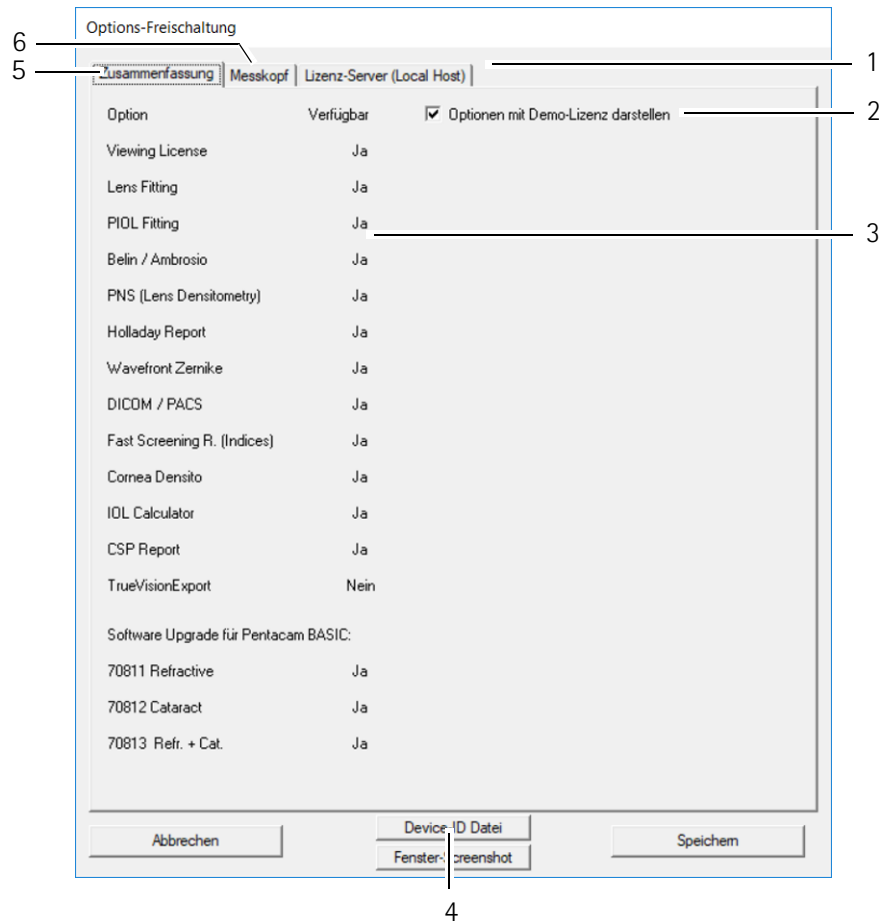 Options-Freischaltung
6
5
Zusammenfassung Messkopf Lizenz-Server (Local Host)
1
Option Verfügbar Optionen mit Demo-Lizenz darstellen
2
Viewing License Ja
Lens Fitting Ja
PIOL Fitting Ja
3
Belin / Ambrosio Ja
PNS (Lens Densitometry) Ja
Holladay Report Ja
Wavefront Zernike Ja
DICOM / PACS Ja
Fast Screening R. (Indices) Ja
Cornea Densito Ja
IOL Calculator Ja
CSP Report Ja
TrueVisionExport Nein
Software Upgrade für Pentacam BASIC:
70811 Refractive Ja
70812 Cataract Ja
70813 Refr. + Cat. Ja
Abbrechen Device-ID Datei Speichern
Fenster-Screenshot
4